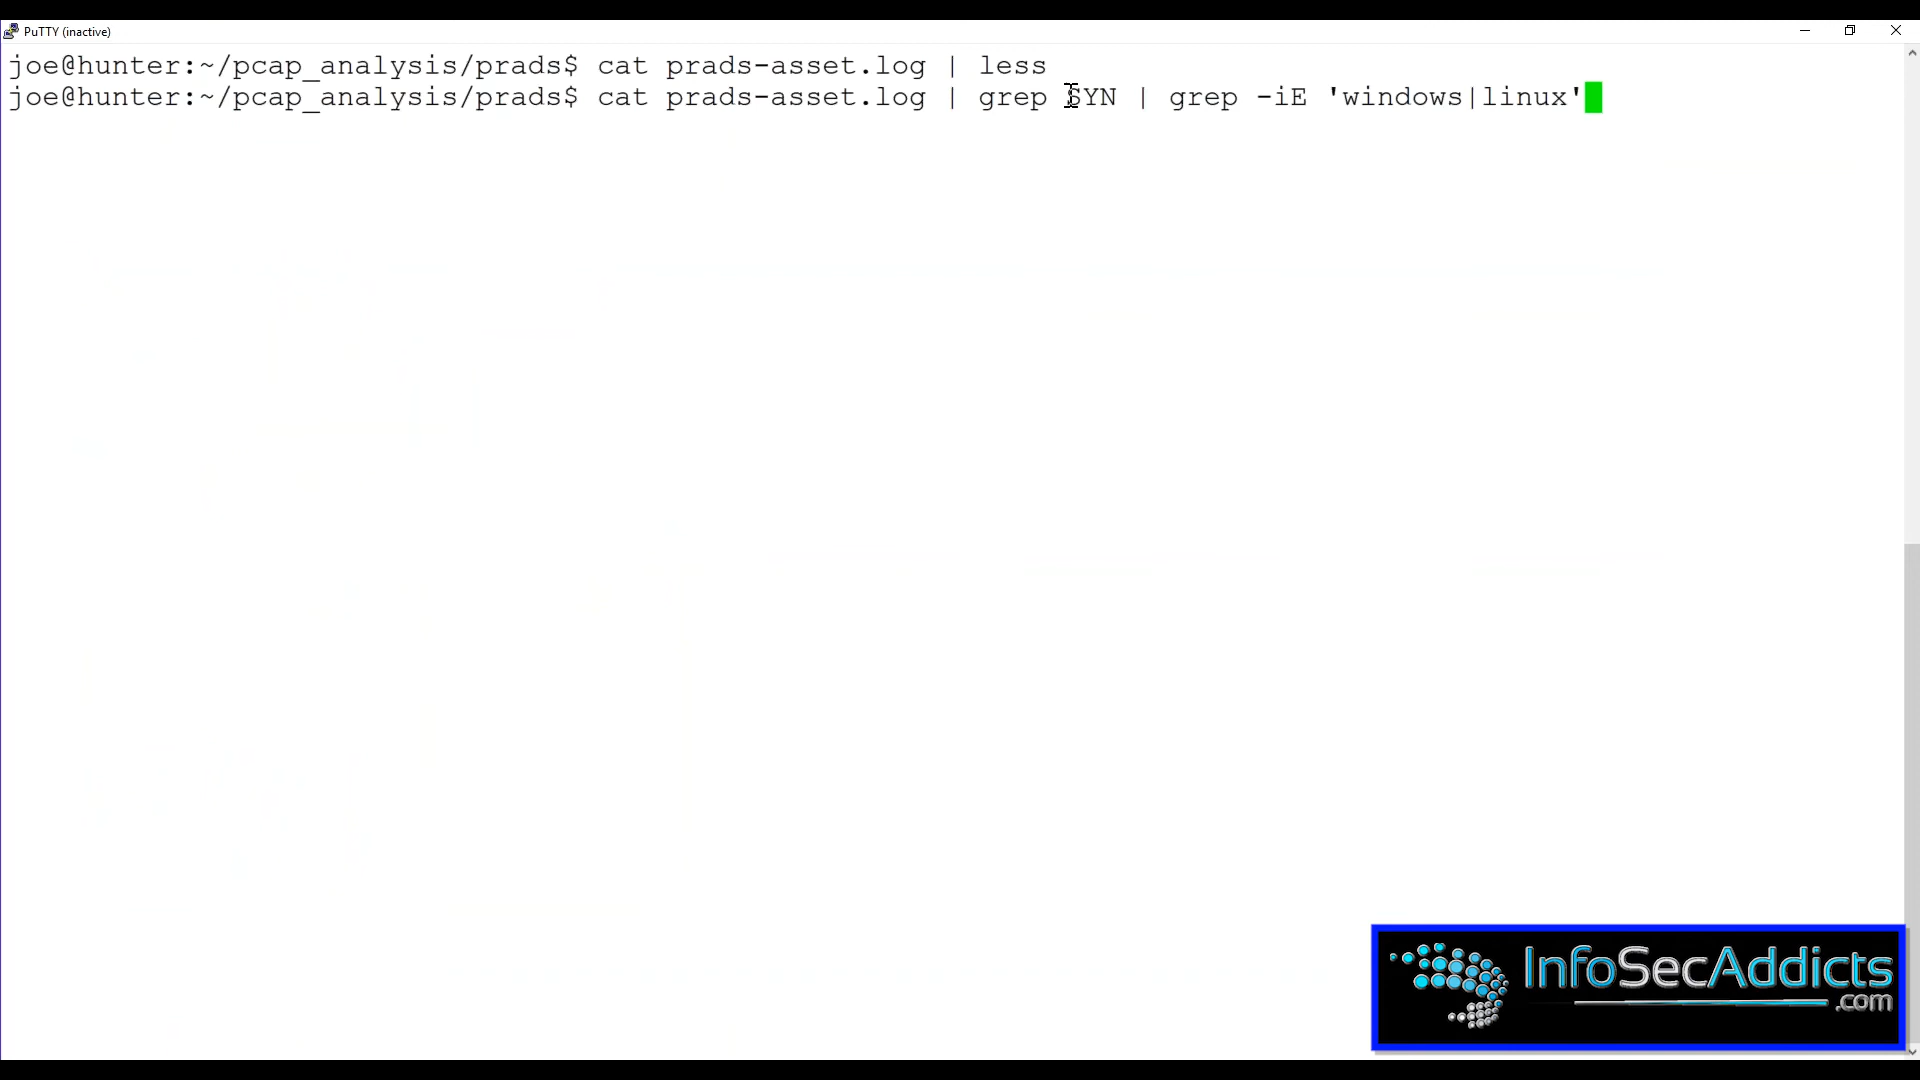 PuTTY (inactive)
joe@hunter:~/pcap_analysis/prads$ cat prads-asset.log | less
joe@hunter:~/pcap_analysis/prads$ cat prads-asset.log | grep SYN | grep -iE 'windows|linux'
InfoSecAddicts
.com